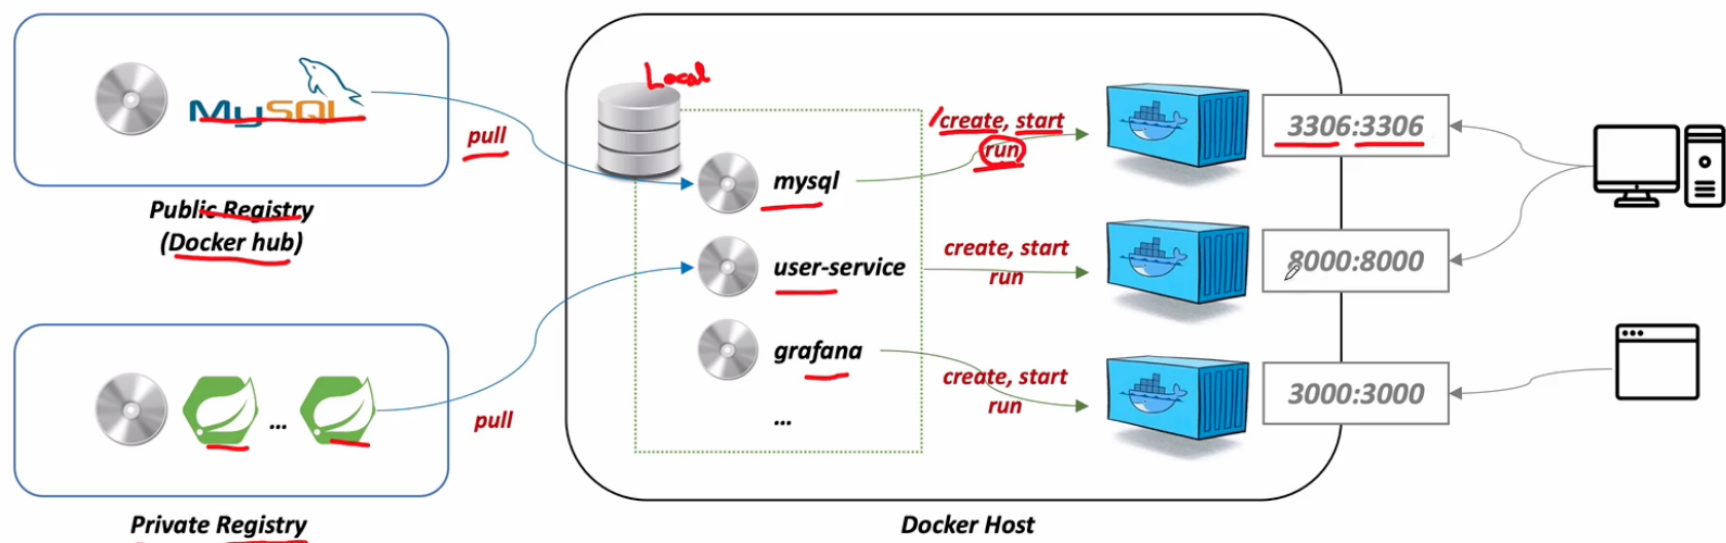 MySQL
pull
Public Registry
(Docker hub)
...
pull
Private Registry
Local
mysql
user-service
grafana
...
create, start
run
create, start
run
create, start
run
3306:3306
8000:8000
3000:3000
Docker Host